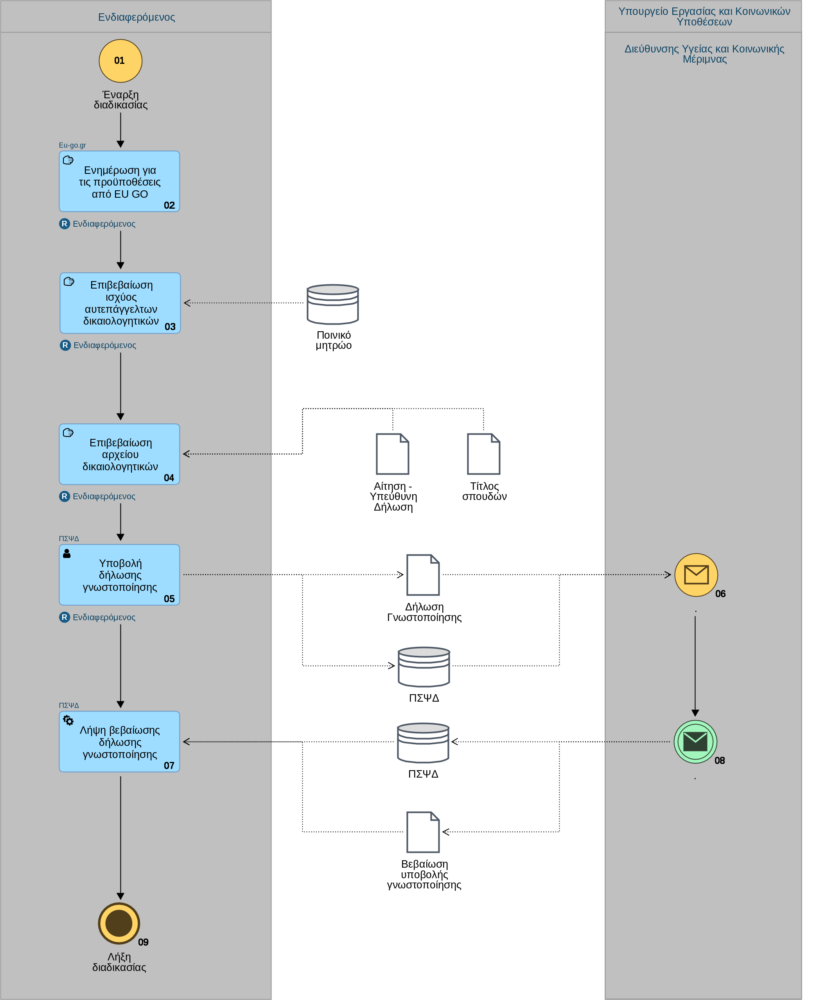 Ενδιαφερόμενος
Υπουργείο Εργασίας και Κοινωνικών
Υποθέσεων
Διεύθυνσης Υγείας και Κοινωνικής
Μέριμνας
01
Έναρξη
διαδικασίας
Eu-go.gr
Ενημέρωση για
τις προϋποθέσεις
από EU GO
02
R Ενδιαφερόμενος
Επιβεβαίωση
ισχύος
αυτεπάγγελτων
δικαιολογητικών
03
R Ενδιαφερόμενος
Ποινικό
μητρώο
Επιβεβαίωση
αρχείου
δικαιολογητικών
04
R Ενδιαφερόμενος
Αίτηση -
Υπεύθυνη
Δήλωση
Τίτλος
σπουδών
ΠΣΨΔ
Υποβολή
δήλωσης
γνωστοποίησης
05
R Ενδιαφερόμενος
Δήλωση
Γνωστοποίησης
06
.
ΠΣΨΔ
ΠΣΨΔ
Λήψη βεβαίωσης
δήλωσης
γνωστοποίησης
07
ΠΣΨΔ
08
.
Βεβαίωση
υποβολής
γνωστοποίησης
09
Λήξη
διαδικασίας